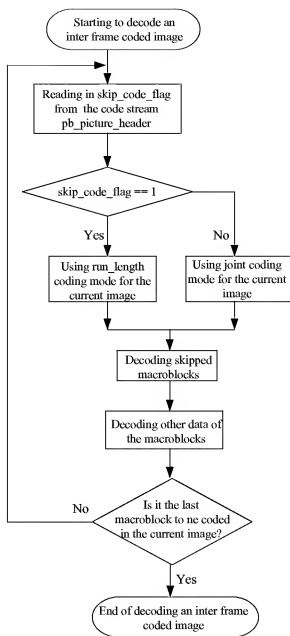 Starting to decode an
inter frame coded image
Reading in skip_code_flag
from the code stream
pb_picture_header
skip_code_flag == 1
Yes
No
Using run_length
coding mode for the
current image
Using joint coding
mode for the current
image
Decoding skipped
macroblocks
Decoding other data of
the macroblocks
Is it the last
macroblock to ne coded
in the current image?
No
Yes
End of decoding an inter frame
coded image